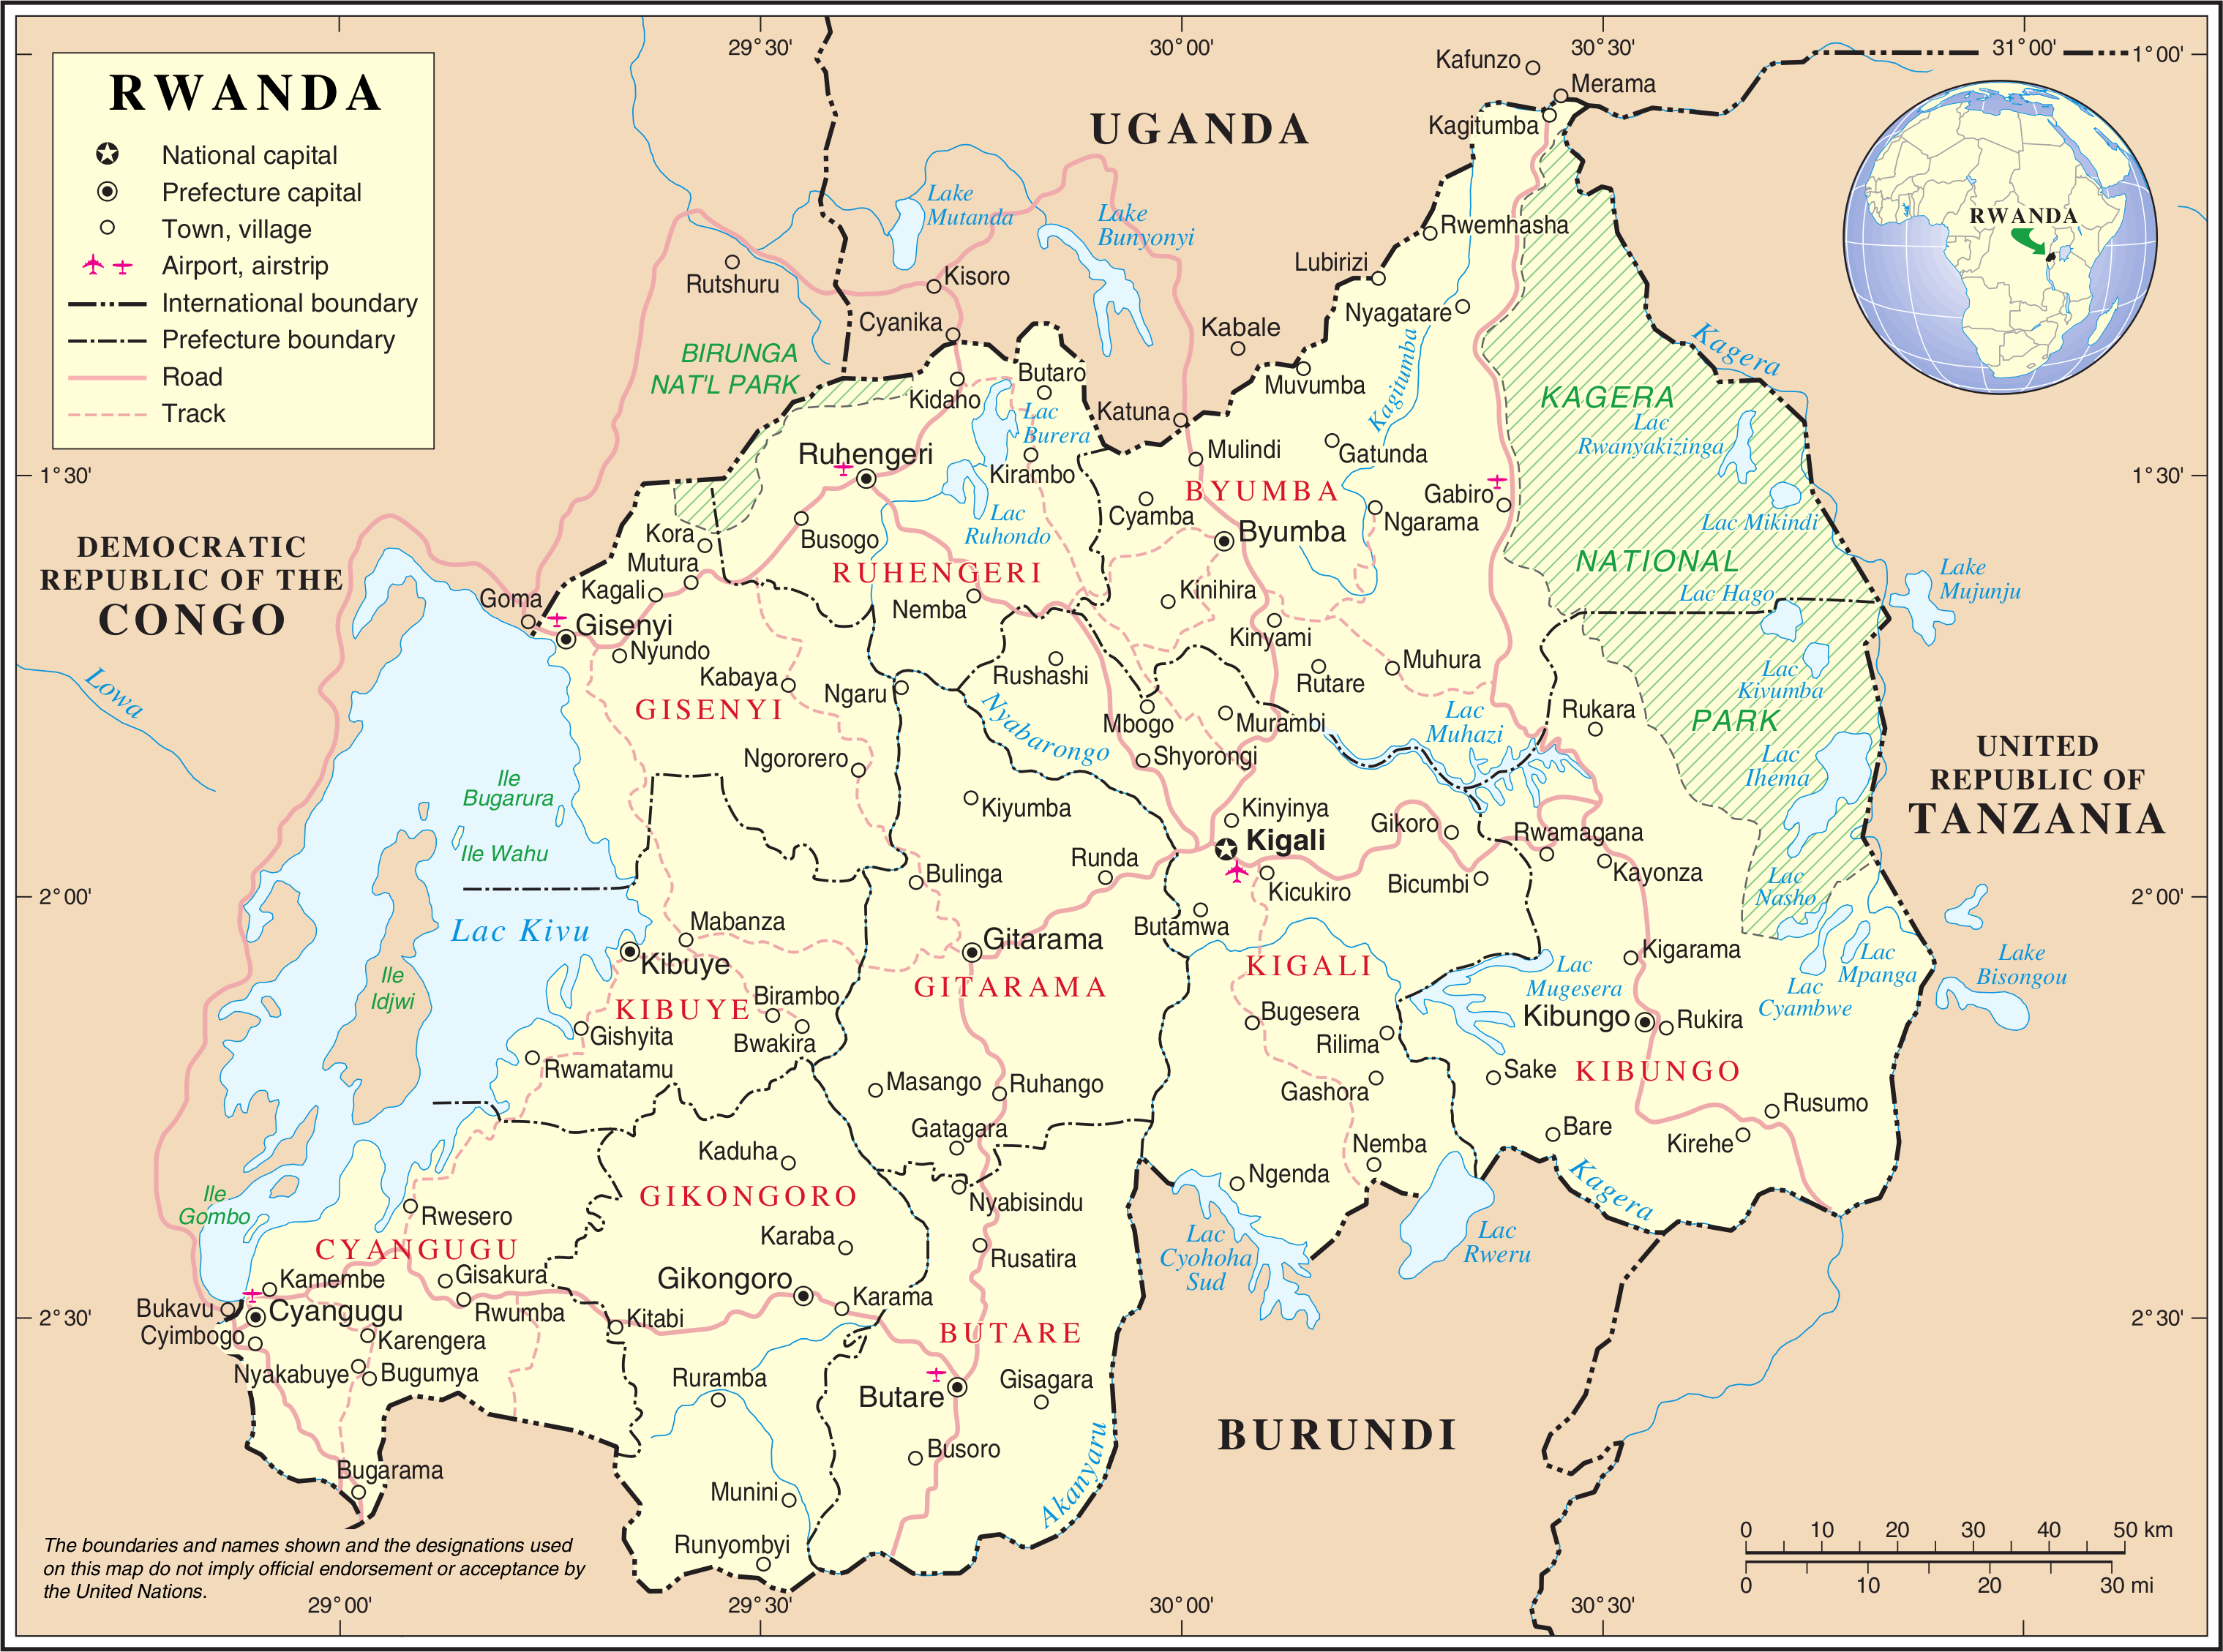 RWANDA
National capital
Prefecture capital
Town, village
Airport, airstrip
International boundary
Prefecture boundary
Road
Track
29°30'
30°00'
30°30'
31°00'
1°00'
1°30'
1°30'
2°00'
2°00'
2°30'
2°30'
29°00'
29°30'
30°00'
30°30'
UGANDA
DEMOCRATIC
REPUBLIC OF THE
CONGO
UNITED
REPUBLIC OF
TANZANIA
BURUNDI
RWANDA
Kafunzo
Merama
Kagitumba
Rwemhasha
Lubirizi
Nyagatare
Kabale
Muvumba
Katuna
Mulindi
Gatunda
Gabiro
Ngarama
Kagitumba
Kagera
Lake
Mutanda
Lake
Bunyonyi
Rutshuru
Kisoro
Cyanika
BIRUNGA
NAT'L PARK
Butaro
Kidaho
Lac
Burera
Ruhengeri
Kirambo
Lac
Ruhondo
Busogo
RUHENGERI
Nemba
BYUMBA
Cyamba
Byumba
Kinihira
Kinyami
Rutare
Muhura
KAGERA
NATIONAL
PARK
Lac
Rwanyakizinga
Lac Mikindi
Lac Hago
Lake
Mujunju
Lac
Kivumba
Lac
Ihema
Lac
Nasho
Lac
Mpanga
Lac
Cyambwe
Lake
Bisongou
Kora
Mutura
Kagali
Goma
Gisenyi
Nyundo
Kabaya
Ngaru
GISENYI
Ngororero
Lowa
Rushashi
Nyabarongo
Mbogo
Murambi
Shyorongi
Lac
Muhazi
Rukara
Ile
Bugarura
Ile Wahu
Lac Kivu
Ile
Idjwi
Ile
Gombo
Kiyumba
Kinyinya
Kigali
Gikoro
Rwamagana
Kayonza
Kicukiro
Bicumbi
Runda
Bulinga
Butamwa
Mabanza
Kibuye
KIBUYE
Gitarama
GITARAMA
KIGALI
Kigarama
Lac
Mugesera
Birambo
Bwakira
Gishyita
Rwamatamu
Bugesera
Rilima
Kibungo
Rukira
KIBUNGO
Sake
Gashora
Masango
Ruhango
Gatagara
Kaduha
Nyabisindu
Rusumo
Bare
Kirehe
Nemba
Ngenda
Kagera
Lac
Cyohoha
Sud
Lac
Rweru
Rwesero
CYANGUGU
GIKONGORO
Karaba
Rusatira
Kamembe
Gisakura
Gikongoro
Karama
Bukavu
Cyangugu
Rwumba
Kitabi
Cyimbogo
Karengera
BUTARE
Nyakabuye
Bugumya
Ruramba
Gisagara
Butare
Busoro
Akanyaru
Bugarama
Munini
Runyombyi
The boundaries and names shown and the designations used
on this map do not imply official endorsement or acceptance by
the United Nations.
0 10 20 30 40 50 km
0 10 20 30 mi